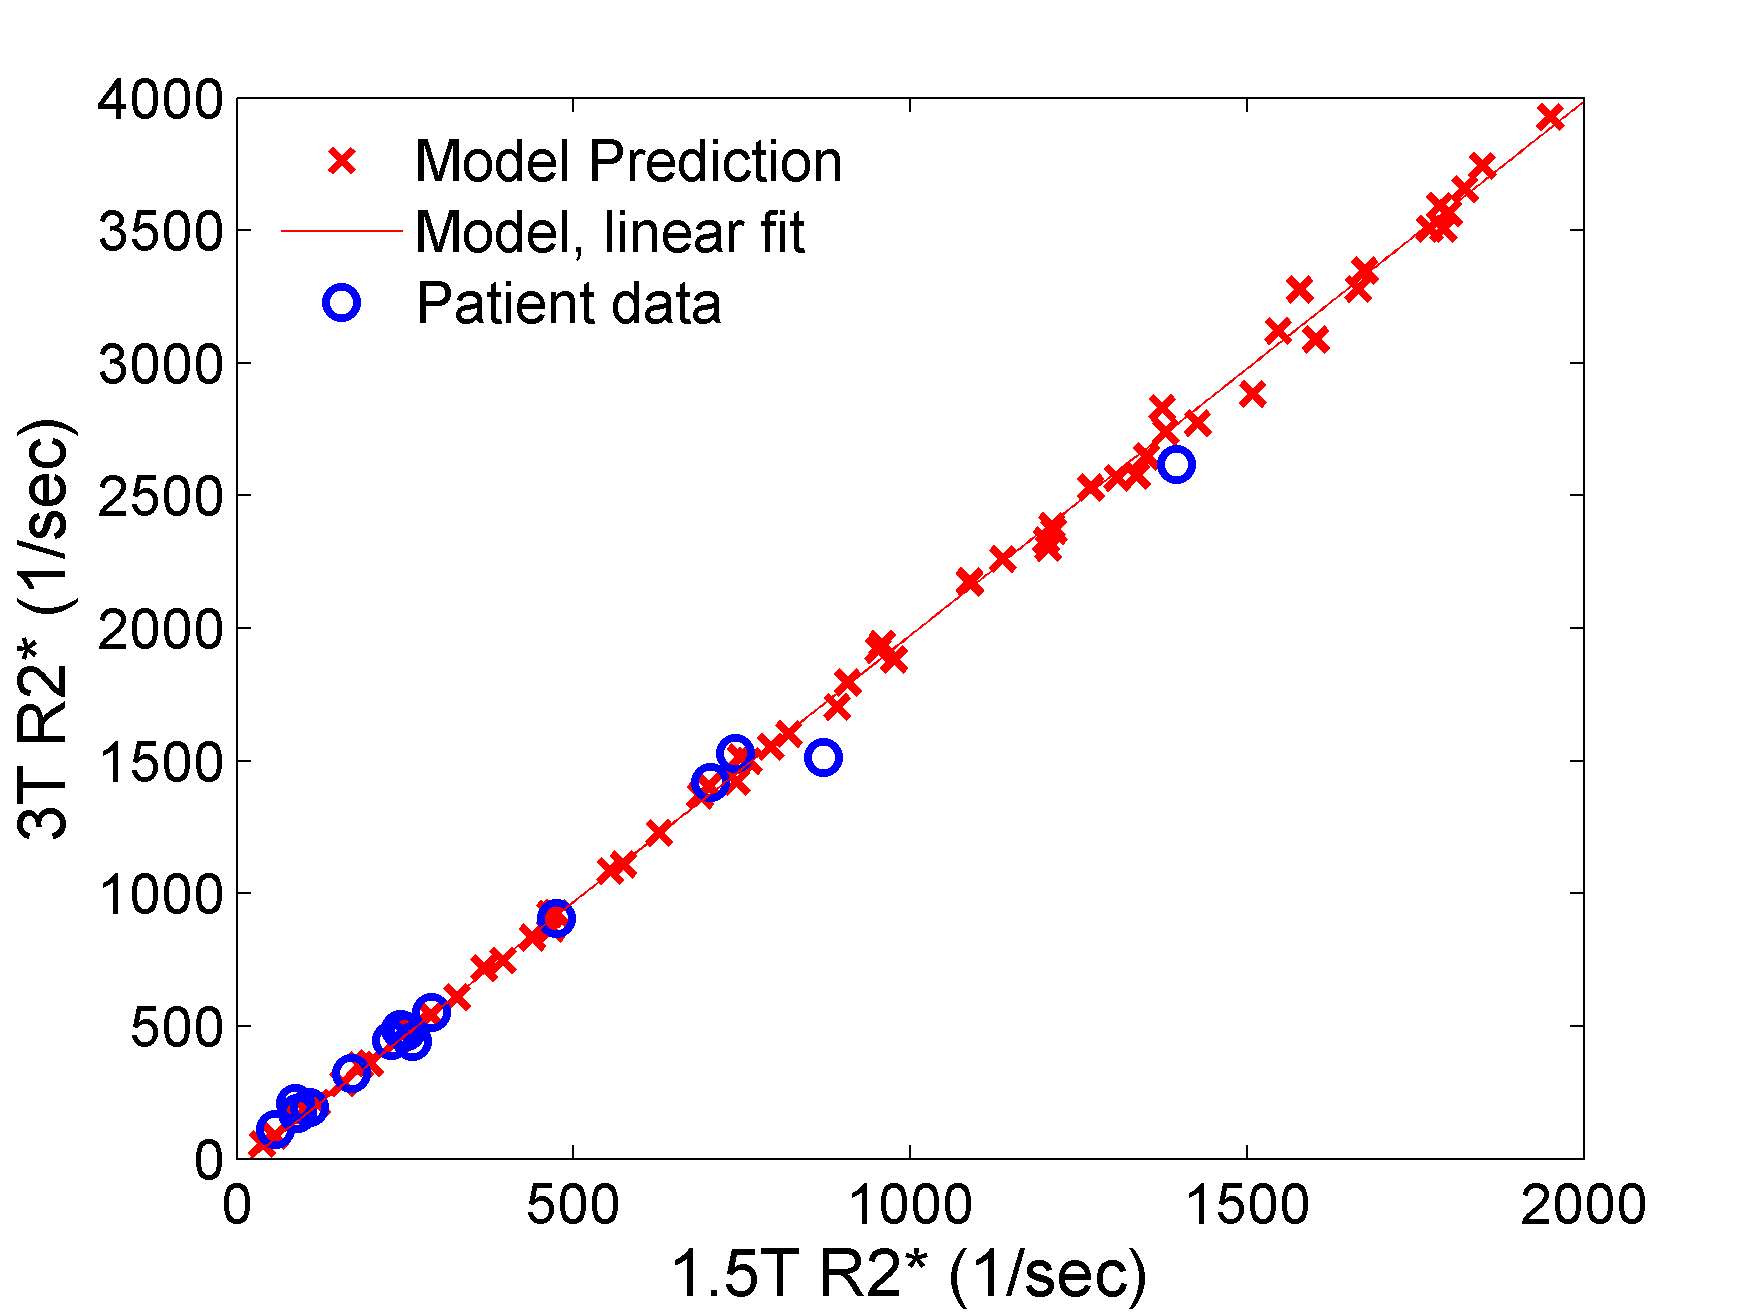 4000
3500
3000
2500
2000
1500
1000
500
0
Model Prediction
Model, linear fit
Patient data
3T R2* (1/sec)
0 500 1000 1500 2000
1.5T R2* (1/sec)